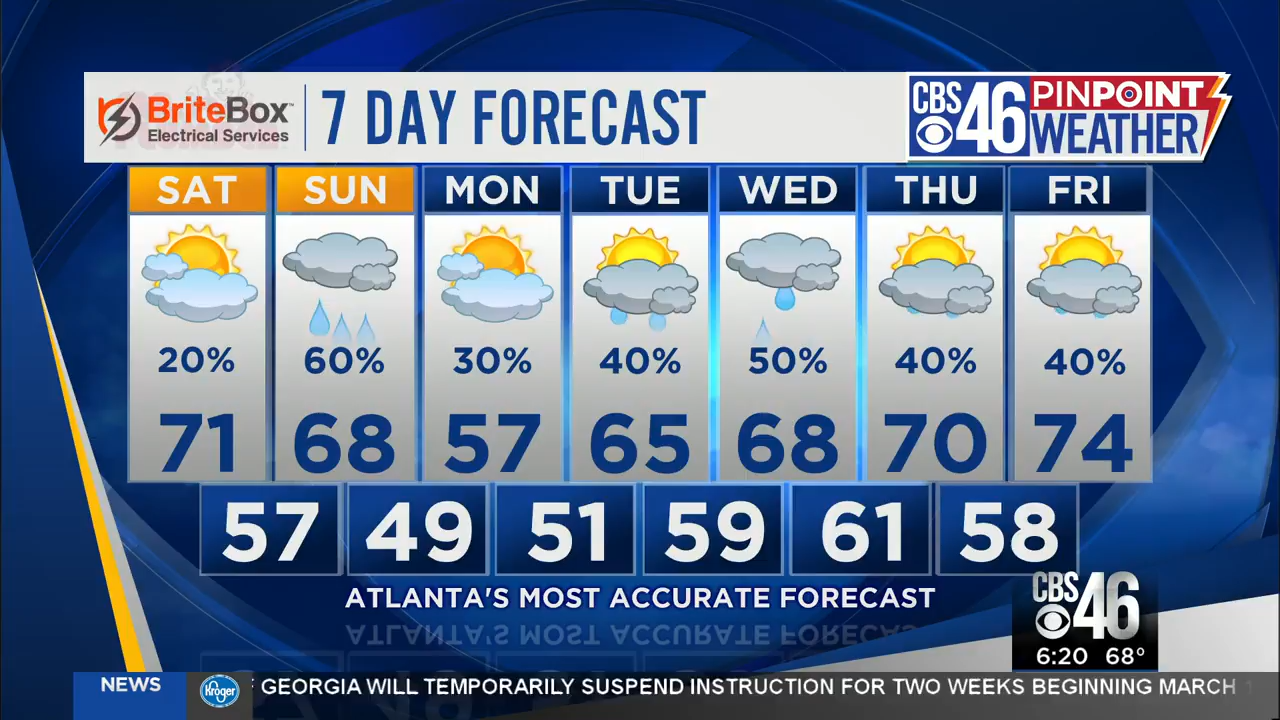 BriteBox™
Electrical Services
7 DAY FORECAST
CBS 46 PINPOINT WEATHER
SAT SUN MON TUE WED THU FRI
20% 60% 30% 40% 50% 40% 40%
71 68 57 65 68 70 74
57 49 51 59 61 58
ATLANTA'S MOST ACCURATE FORECAST
CBS 46
6:20 68°
NEWS Kroger GEORGIA WILL TEMPORARILY SUSPEND INSTRUCTION FOR TWO WEEKS BEGINNING MARCH